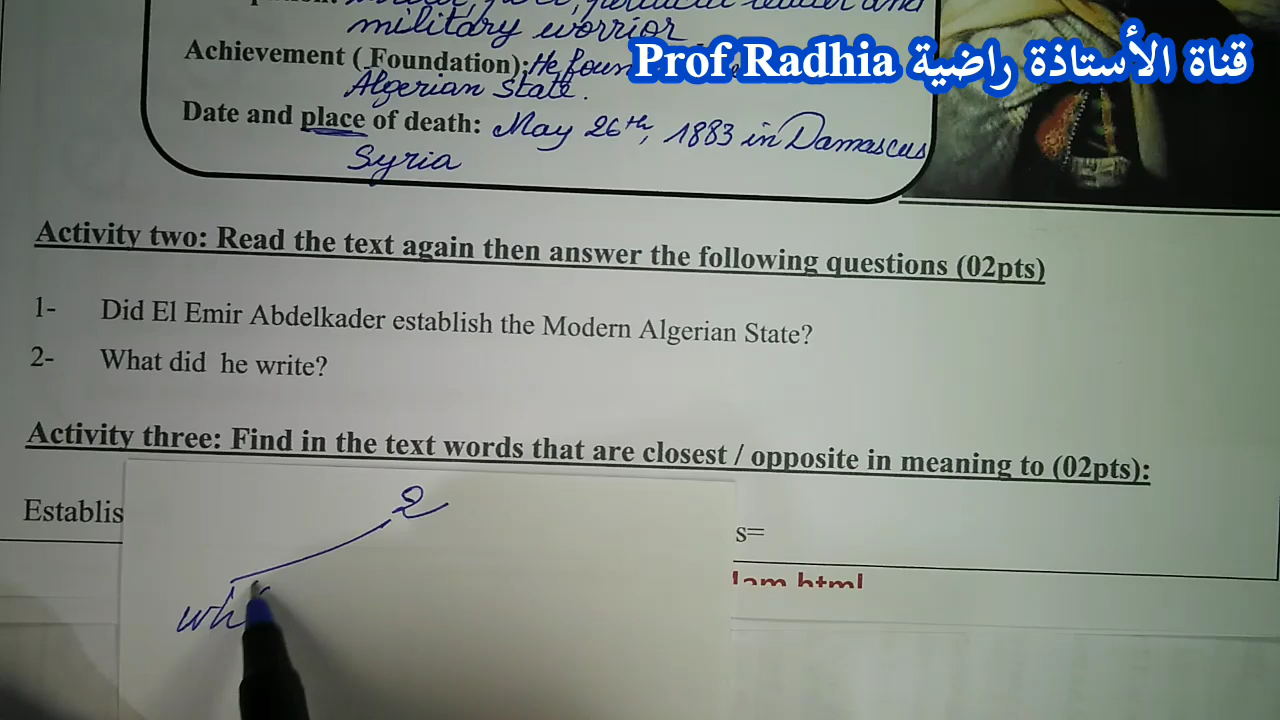 leader and
military worrior
Achievement ( Foundation): He foun
Algerian State.
Date and place of death: May 26th, 1883 in Damascus
Syria
Prof Radhia قناة الأستاذة راضية
Activity two: Read the text again then answer the following questions (02pts)
1- Did El Emir Abdelkader establish the Modern Algerian State?
2- What did he write?
Activity three: Find in the text words that are closest / opposite in meaning to (02pts):
Establis s=
2
wh